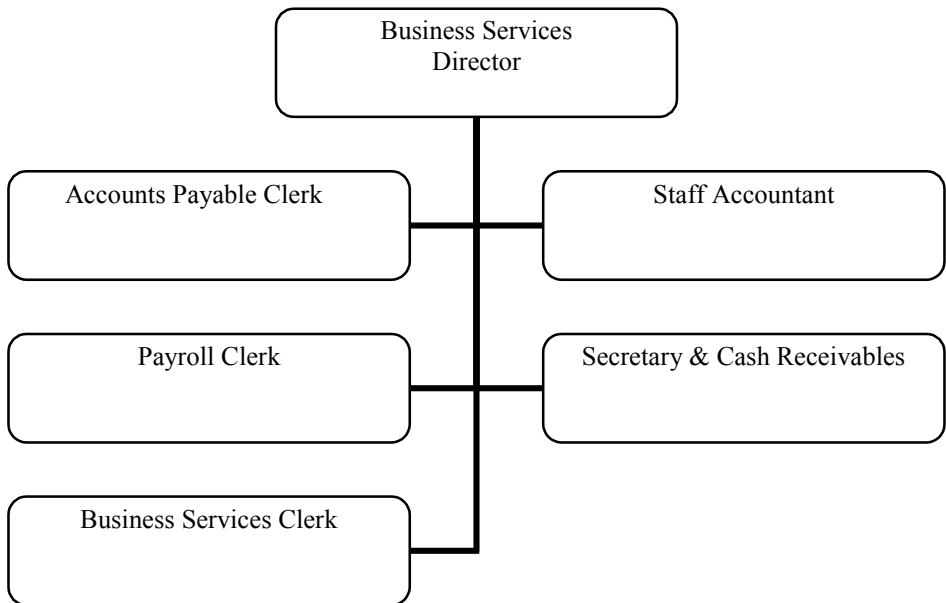 Business Services
Director
Accounts Payable Clerk
Staff Accountant
Payroll Clerk
Secretary & Cash Receivables
Business Services Clerk